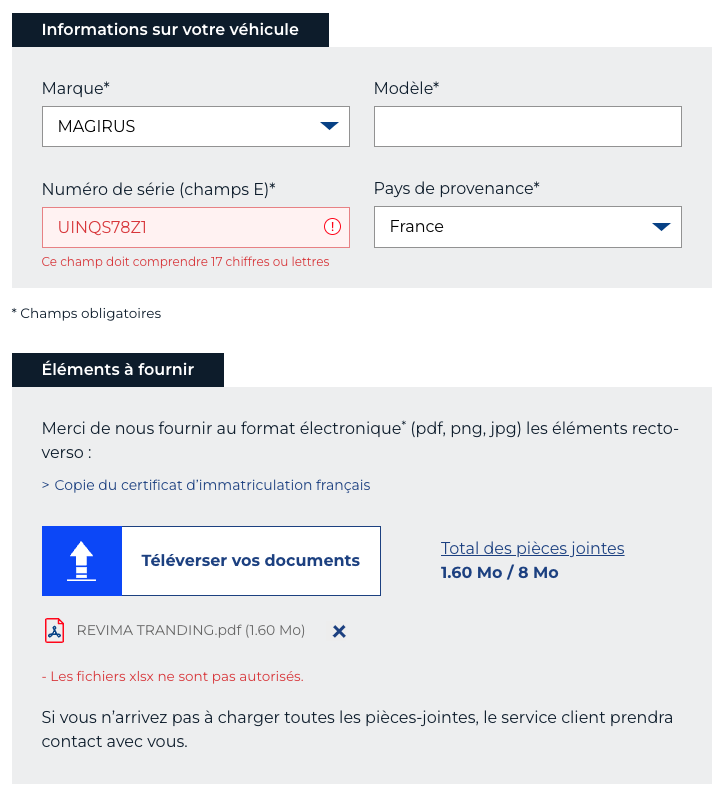 Informations sur votre véhicule
Marque*
Modèle*
MAGIRUS
Numéro de série (champs E)*
Pays de provenance*
UINQS78Z1
France
Ce champ doit comprendre 17 chiffres ou lettres
* Champs obligatoires
Éléments à fournir
Merci de nous fournir au format électronique* (pdf, png, jpg) les éléments recto-
verso :
> Copie du certificat d’immatriculation français
Téléverser vos documents
Total des pièces jointes
1.60 Mo / 8 Mo
REVIMA TRANDING.pdf (1.60 Mo)
- Les fichiers xlsx ne sont pas autorisés.
Si vous n’arrivez pas à charger toutes les pièces-jointes, le service client prendra
contact avec vous.